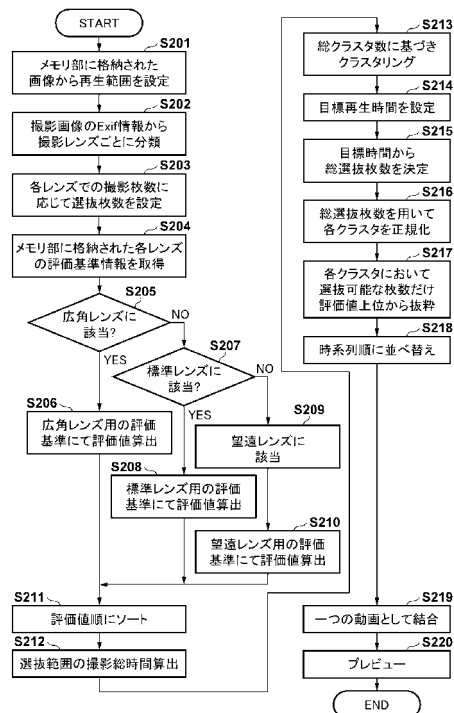 START
S201
メモリ部に格納された
画像から再生範囲を設定
S202
撮影画像のExif情報から
撮影レンズごとに分類
S203
各レンズでの撮影枚数に
応じて選抜枚数を設定
S204
メモリ部に格納された各レンズ
の評価基準情報を取得
S205
広角レンズに
該当?
NO
YES
S206
広角レンズ用の評価
基準にて評価値算出
S207
標準レンズに
該当?
NO
YES
S208
標準レンズ用の評価
基準にて評価値算出
S209
望遠レンズに
該当
S210
望遠レンズ用の評価
基準にて評価値算出
S211
評価値順にソート
S212
選抜範囲の撮影総時間算出
S213
総クラスタ数に基づき
クラスタリング
S214
目標再生時間を設定
S215
目標時間から
総選抜枚数を決定
S216
総選抜枚数を用いて
各クラスタを正規化
S217
各クラスタにおいて
選抜可能な枚数だけ
評価値上位から抜粋
S218
時系列順に並べ替え
S219
一つの動画として結合
S220
プレビュー
END